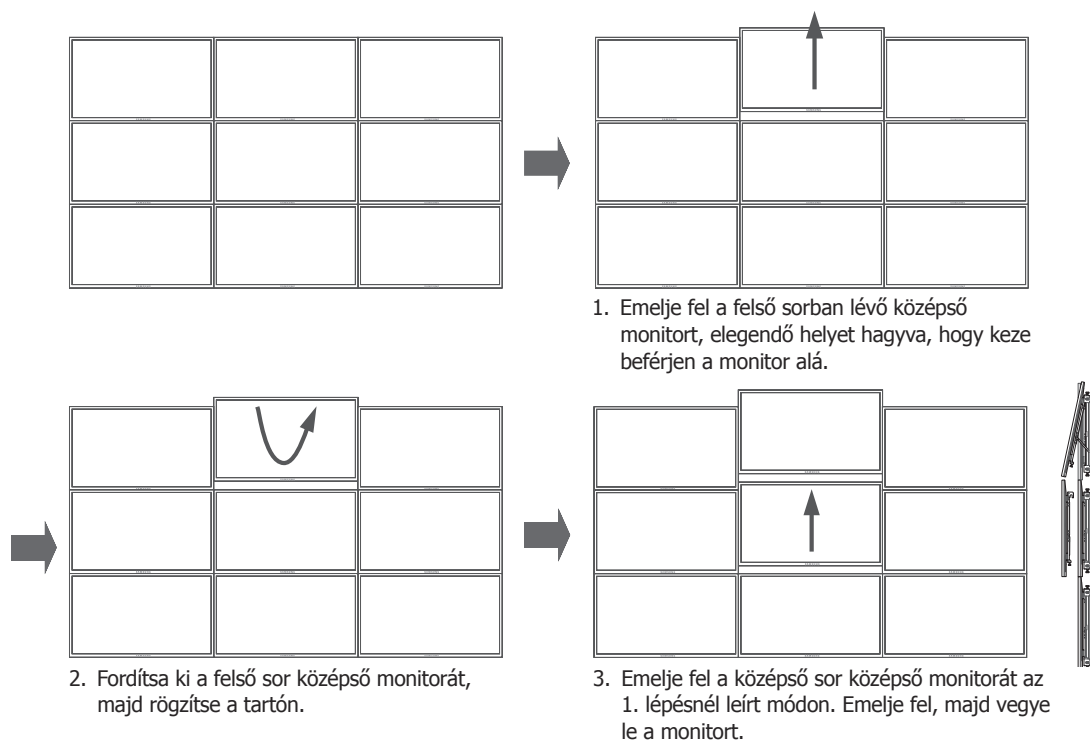 1. Emelje fel a felső sorban lévő középső
monitort, elegendő helyet hagyva, hogy keze
beférjen a monitor alá.
2. Fordítsa ki a felső sor középső monitorát,
majd rögzítse a tartón.
3. Emelje fel a középső sor középső monitorát az
1. lépésnél leírt módon. Emelje fel, majd vegye
le a monitort.